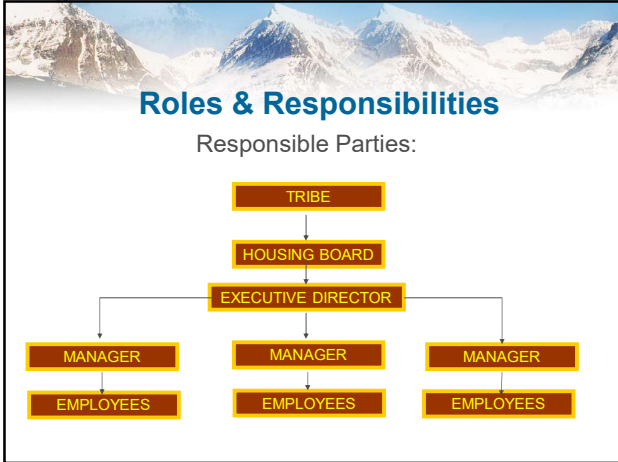 Roles & Responsibilities
Responsible Parties:
TRIBE
HOUSING BOARD
EXECUTIVE DIRECTOR
MANAGER
MANAGER
MANAGER
EMPLOYEES
EMPLOYEES
EMPLOYEES